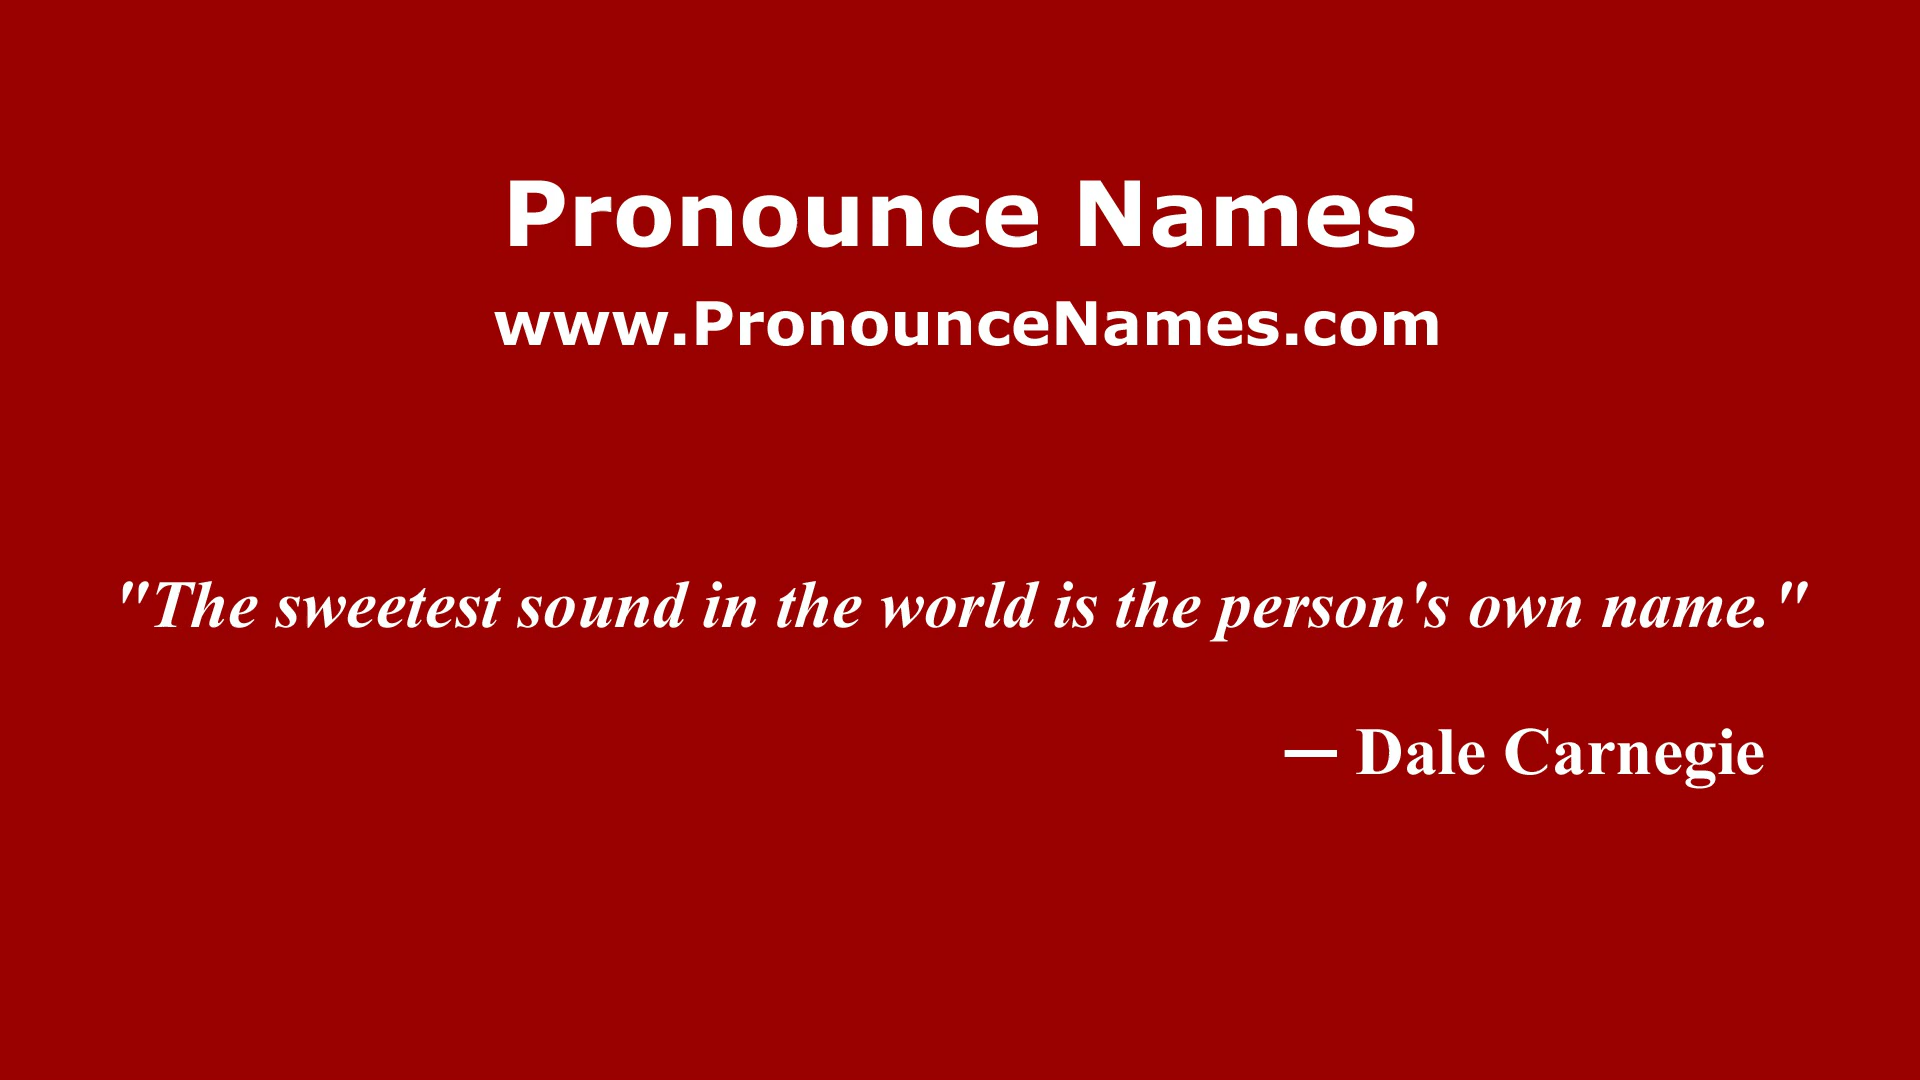 Pronounce Names
www.PronounceNames.com
"The sweetest sound in the world is the person's own name."
— Dale Carnegie